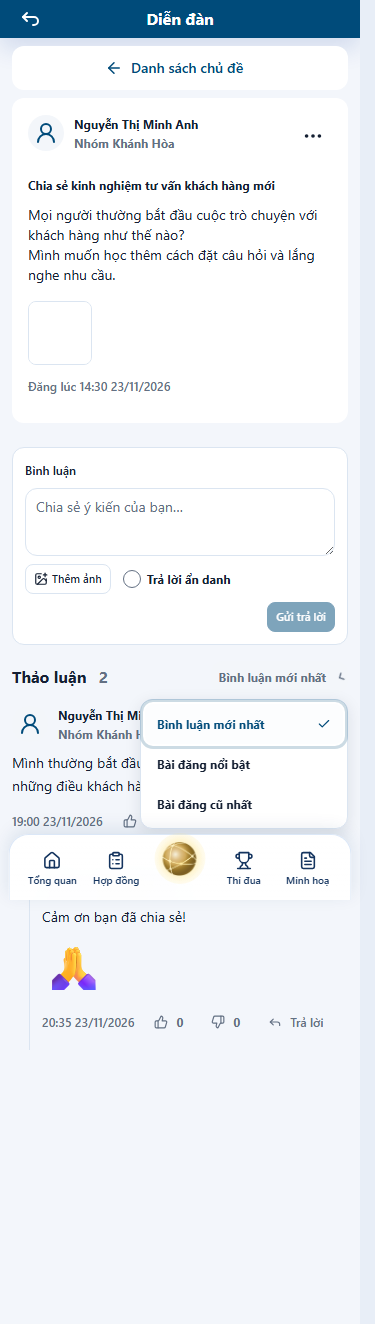 Diễn đàn
Danh sách chủ đề
Nguyễn Thị Minh Anh
Nhóm Khánh Hòa
Chia sẻ kinh nghiệm tư vấn khách hàng mới
Mọi người thường bắt đầu cuộc trò chuyện với
khách hàng như thế nào?
Mình muốn học thêm cách đặt câu hỏi và lắng
nghe nhu cầu.
Đăng lúc 14:30 23/11/2026
Bình luận
Chia sẻ ý kiến của bạn...
Thêm ảnh
Trả lời ẩn danh
Gửi trả lời
Thảo luận 2
Bình luận mới nhất
Nguyễn Thị Mi
Nhóm Khánh H
Mình thường bắt đầu
những điều khách hà
19:00 23/11/2026
Bình luận mới nhất
Bài đăng nổi bật
Bài đăng cũ nhất
Tổng quan
Hợp đồng
Thi đua
Minh hoạ
Cảm ơn bạn đã chia sẻ!
20:35 23/11/2026 0 0 Trả lời